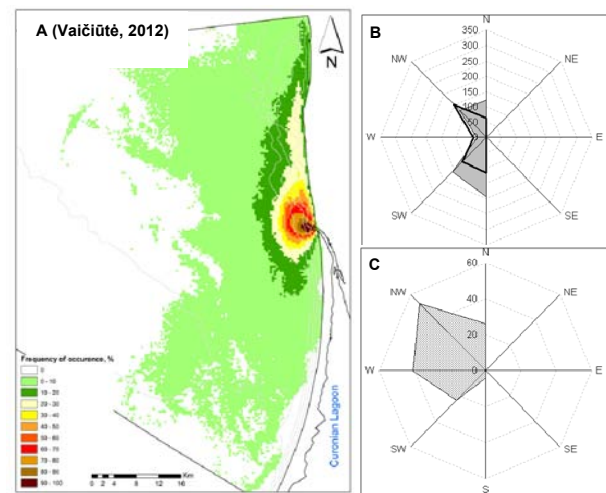 A (Vaičiūtė, 2012)
N
Frequency of occurence, %
0
0 - 10
10 - 20
20 - 30
30 - 40
40 - 50
50 - 60
60 - 70
70 - 80
80 - 90
90 - 100
0 2 4 8 12 16 Km
Curonian Lagoon
B
N
350
300
250
200
150
100
50
0
NW
NE
W
E
SW
SE
S
C
N
60
40
20
0
NW
NE
W
E
SW
SE
S